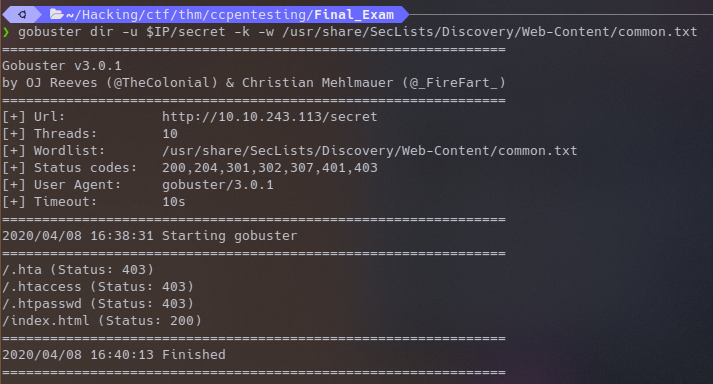 ~/Hacking/ctf/thm/ccpentesting/Final_Exam
❯ gobuster dir -u $IP/secret -k -w /usr/share/SecLists/Discovery/Web-Content/common.txt
===============================================================
Gobuster v3.0.1
by OJ Reeves (@TheColonial) & Christian Mehlmauer (@_FireFart_)
===============================================================
[+] Url:            http://10.10.243.113/secret
[+] Threads:        10
[+] Wordlist:       /usr/share/SecLists/Discovery/Web-Content/common.txt
[+] Status codes:   200,204,301,302,307,401,403
[+] User Agent:     gobuster/3.0.1
[+] Timeout:        10s
===============================================================
2020/04/08 16:38:31 Starting gobuster
===============================================================
/.hta (Status: 403)
/.htaccess (Status: 403)
/.htpasswd (Status: 403)
/index.html (Status: 200)
===============================================================
2020/04/08 16:40:13 Finished
===============================================================